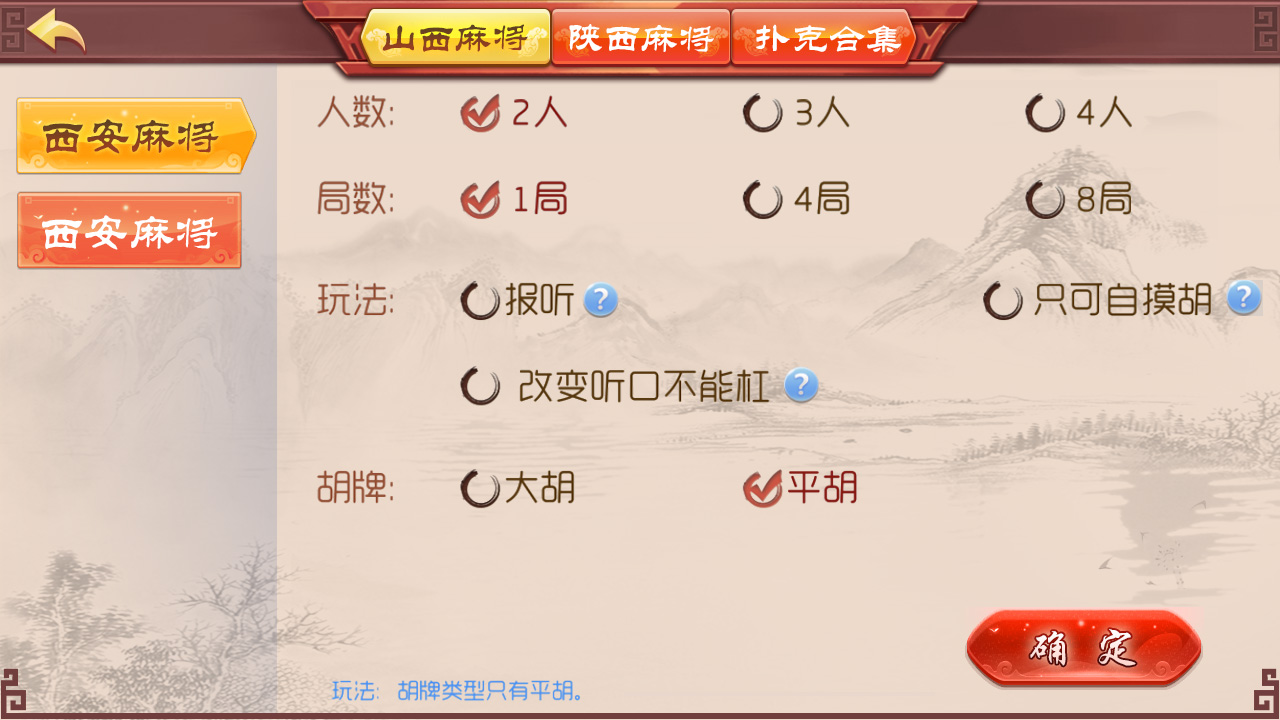 山西麻将 陕西麻将 扑克合集
西安麻将
西安麻将
人数: 2人 3人 4人
局数: 1局 4局 8局
玩法: 报听 ? 只可自摸胡 ?
改变听口不能杠 ?
胡牌: 大胡 平胡
确 定
玩法: 胡牌类型只有平胡。